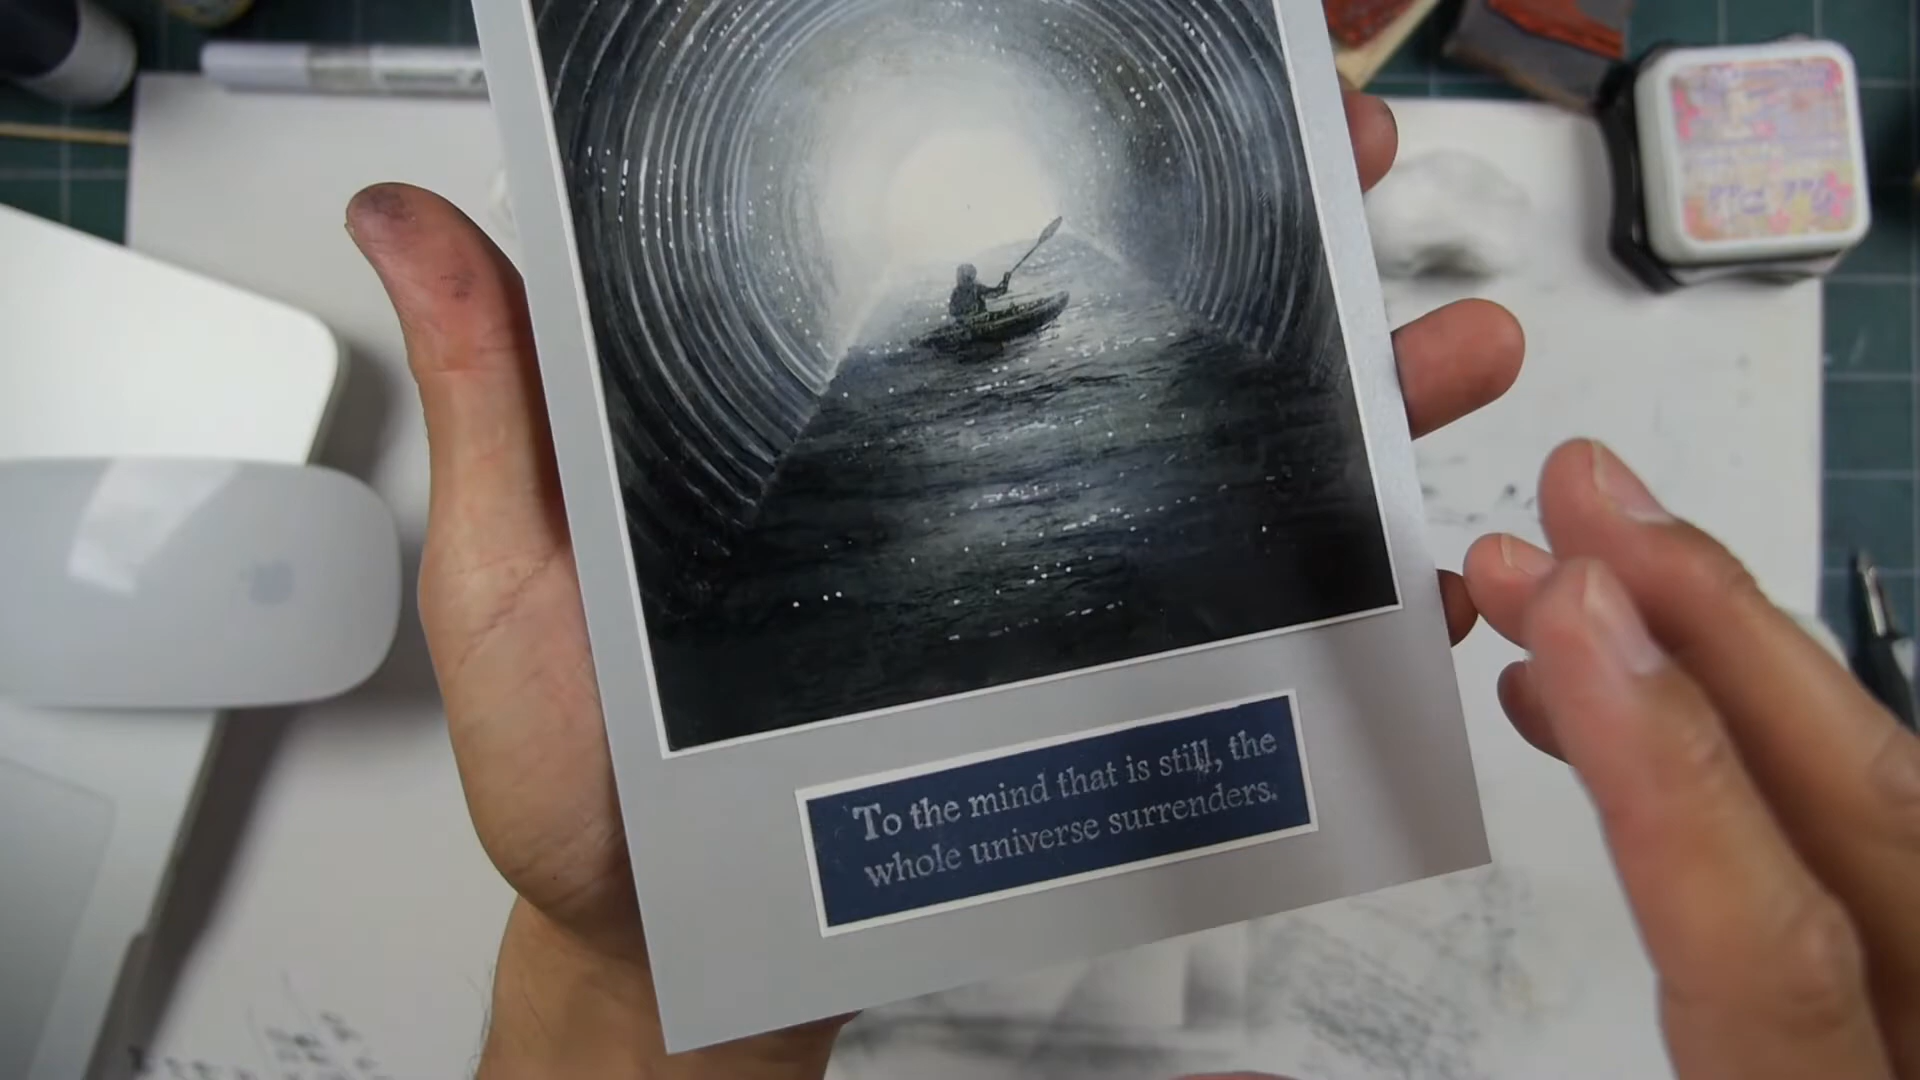 To the mind that is still, the
whole universe surrenders.